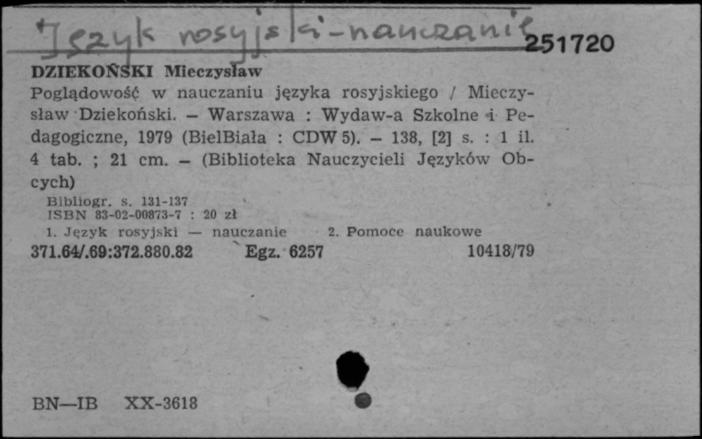 Język rosyjski-nauczanie
251720
DZIEKOŃSKI Mieczysław
Poglądowość w nauczaniu języka rosyjskiego / Mieczy-
sław Dziekoński. — Warszawa : Wydaw-a Szkolne i Pe-
dagogiczne, 1979 (BielBiała : CDW 5). — 138, [2] s. : 1 il.
4 tab. ; 21 cm. — (Biblioteka Nauczycieli Języków Ob-
cych)
Bibliogr. s. 131-137
ISBN 83-02-00873-7 : 20 zł
1. Język rosyjski — nauczanie 2. Pomoce naukowe
371.64/.69:372.880.82 Egz. 6257 10418/79
BN—IB XX-3618